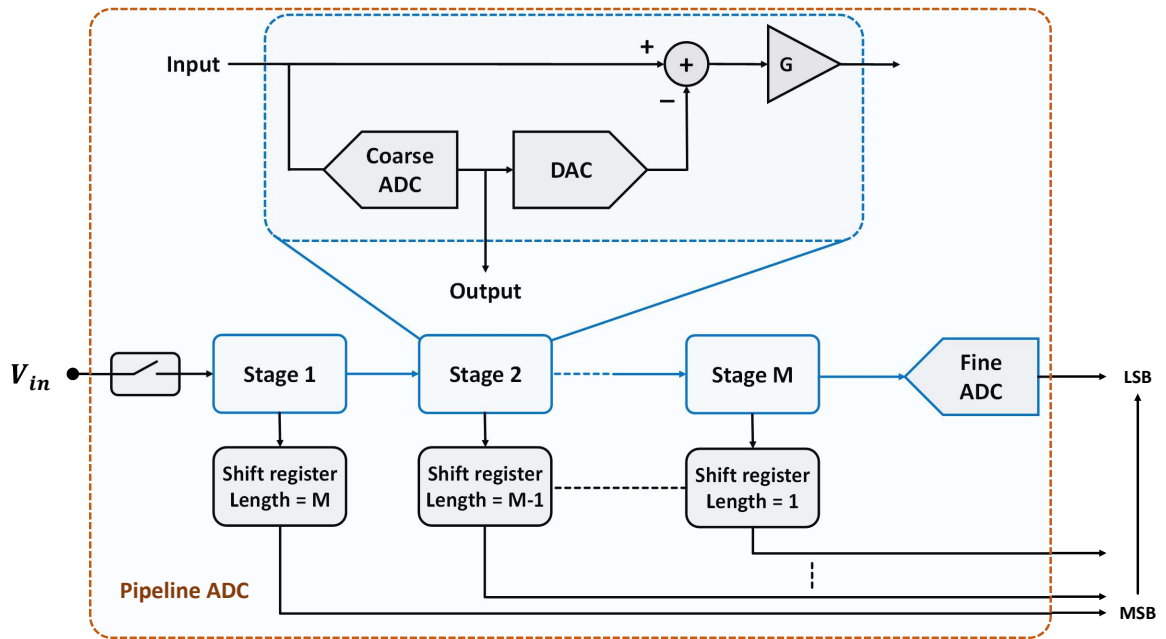 Input
+
+
−
G
Coarse
ADC
DAC
Output
V_in
Stage 1
Stage 2
Stage M
Fine
ADC
LSB
Shift register
Length = M
Shift register
Length = M-1
Shift register
Length = 1
Pipeline ADC
MSB